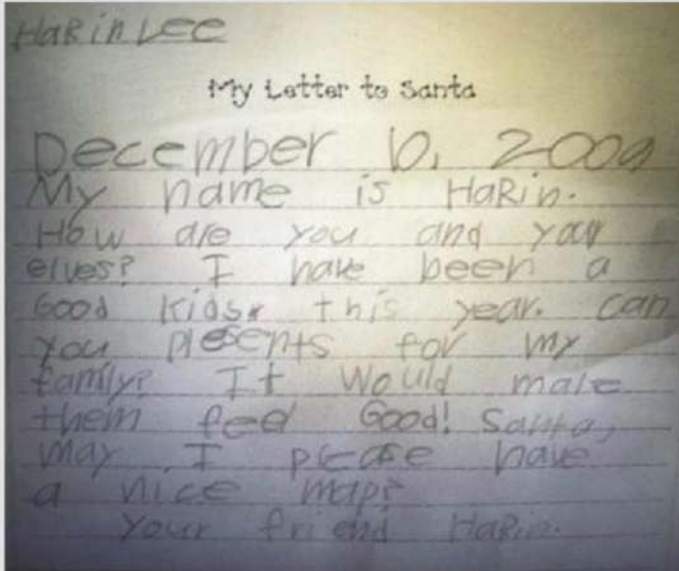 HaRin Lee
My Letter to Santa
December 10, 2009
My name is HaRin.
How are you and your
elves? I have been a
Good kids this year. can
you plesents for my
family? It would make
them feel Good! Santa,
may I please have
a nice map?
your friend HaRin.